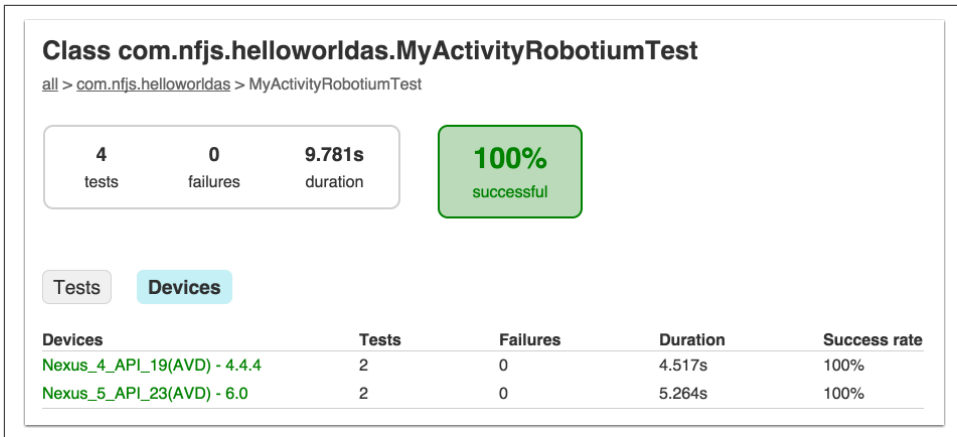 Class com.nfjs.helloworldas.MyActivityRobotiumTest
all > com.nfjs.helloworldas > MyActivityRobotiumTest
4 0 9.781s
tests failures duration
100%
successful
Tests Devices
Devices Tests Failures Duration Success rate
Nexus_4_API_19(AVD) - 4.4.4 2 0 4.517s 100%
Nexus_5_API_23(AVD) - 6.0 2 0 5.264s 100%